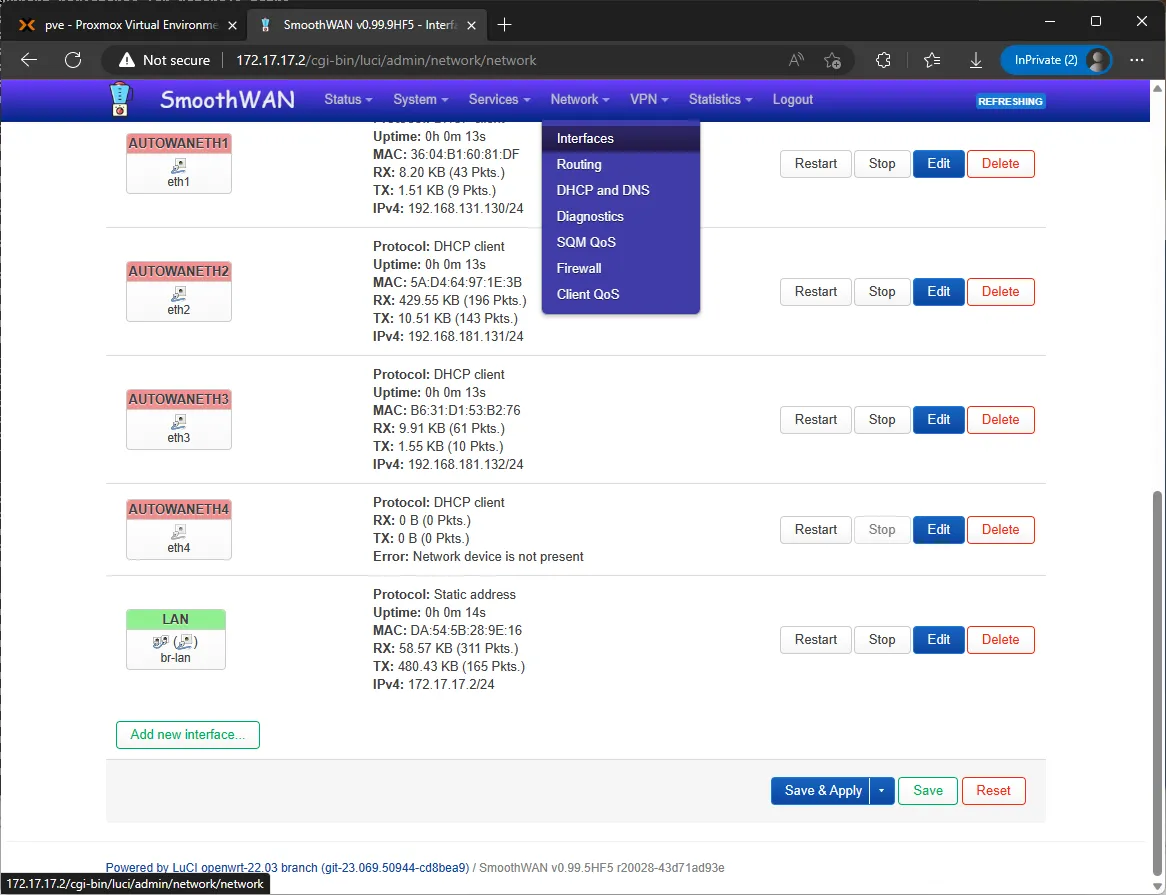 pve - Proxmox Virtual Environme
SmoothWAN v0.99.9HF5 - Interfa
Not secure
172.17.17.2/cgi-bin/luci/admin/network/network
InPrivate (2)
SmoothWAN
Status
System
Services
Network
VPN
Statistics
Logout
REFRESHING
Interfaces
Routing
DHCP and DNS
Diagnostics
SQM QoS
Firewall
Client QoS
AUTOWANETH1
eth1
Protocol: DHCP client
Uptime: 0h 0m 13s
MAC: 36:04:B1:60:81:DF
RX: 8.20 KB (43 Pkts.)
TX: 1.51 KB (9 Pkts.)
IPv4: 192.168.131.130/24
Restart Stop Edit Delete
AUTOWANETH2
eth2
Protocol: DHCP client
Uptime: 0h 0m 13s
MAC: 5A:D4:64:97:1E:3B
RX: 429.55 KB (196 Pkts.)
TX: 10.51 KB (143 Pkts.)
IPv4: 192.168.181.131/24
Restart Stop Edit Delete
AUTOWANETH3
eth3
Protocol: DHCP client
Uptime: 0h 0m 13s
MAC: B6:31:D1:53:B2:76
RX: 9.91 KB (61 Pkts.)
TX: 1.55 KB (10 Pkts.)
IPv4: 192.168.181.132/24
Restart Stop Edit Delete
AUTOWANETH4
eth4
Protocol: DHCP client
RX: 0 B (0 Pkts.)
TX: 0 B (0 Pkts.)
Error: Network device is not present
Restart Stop Edit Delete
LAN
( )
br-lan
Protocol: Static address
Uptime: 0h 0m 14s
MAC: DA:54:5B:28:9E:16
RX: 58.57 KB (311 Pkts.)
TX: 480.43 KB (165 Pkts.)
IPv4: 172.17.17.2/24
Restart Stop Edit Delete
Add new interface...
Save & Apply Save Reset
Powered by LuCI openwrt-22.03 branch (git-23.069.50944-cd8bea9) / SmoothWAN v0.99.5HF5 r20028-43d71ad93e
172.17.17.2/cgi-bin/luci/admin/network/network